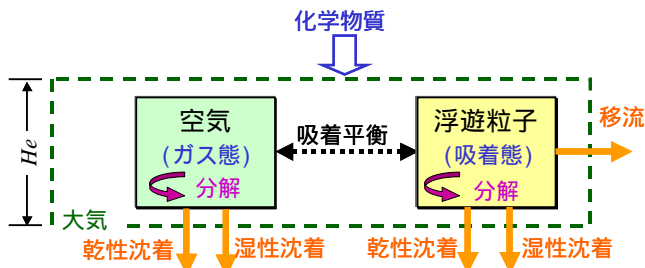 化学物質
He
空気
(ガス態)
分解
吸着平衡
浮遊粒子
(吸着態)
分解
移流
大気
乾性沈着
湿性沈着
乾性沈着
湿性沈着